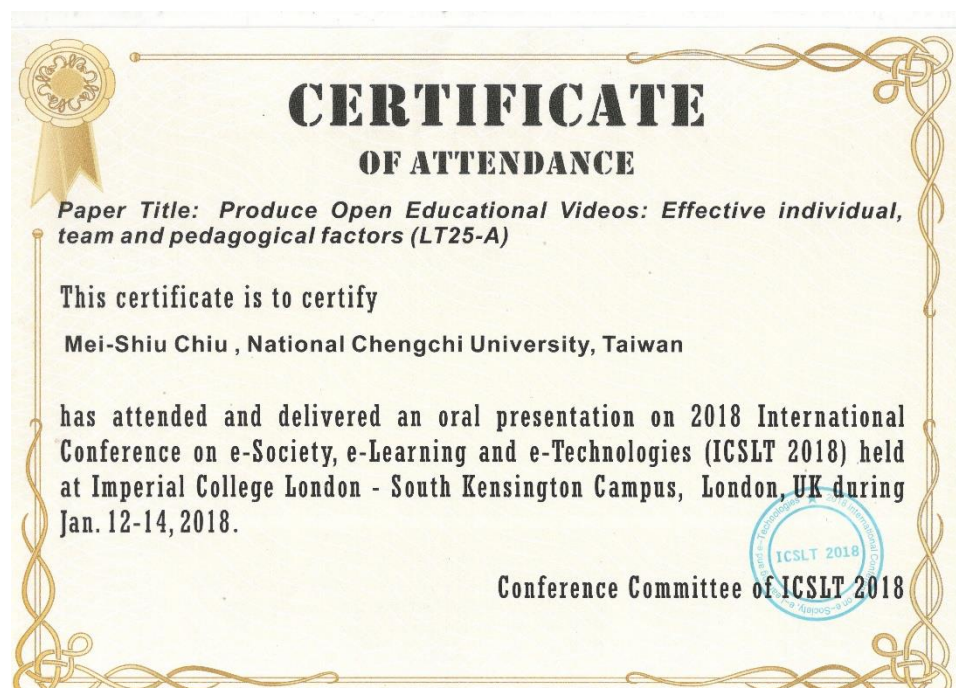 CERTIFICATE
OF ATTENDANCE
Paper Title: Produce Open Educational Videos: Effective individual,
team and pedagogical factors (LT25-A)
This certificate is to certify
Mei-Shiu Chiu , National Chengchi University, Taiwan
has attended and delivered an oral presentation on 2018 International
Conference on e-Society, e-Learning and e-Technologies (ICSLT 2018) held
at Imperial College London - South Kensington Campus, London, UK during
Jan. 12-14, 2018.
ICSLT 2018
Conference Committee of ICSLT 2018